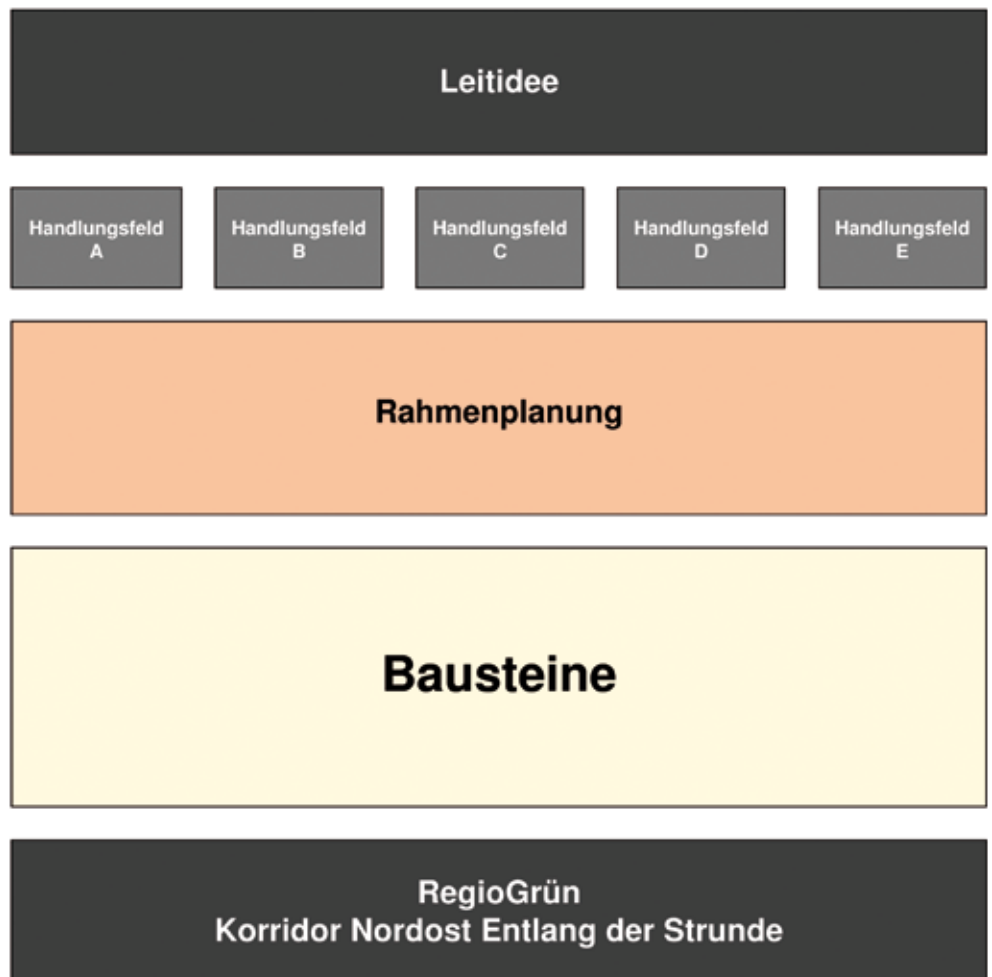 Leitidee
Handlungsfeld
A
Handlungsfeld
B
Handlungsfeld
C
Handlungsfeld
D
Handlungsfeld
E
Rahmenplanung
Bausteine
RegioGrün
Korridor Nordost Entlang der Strunde